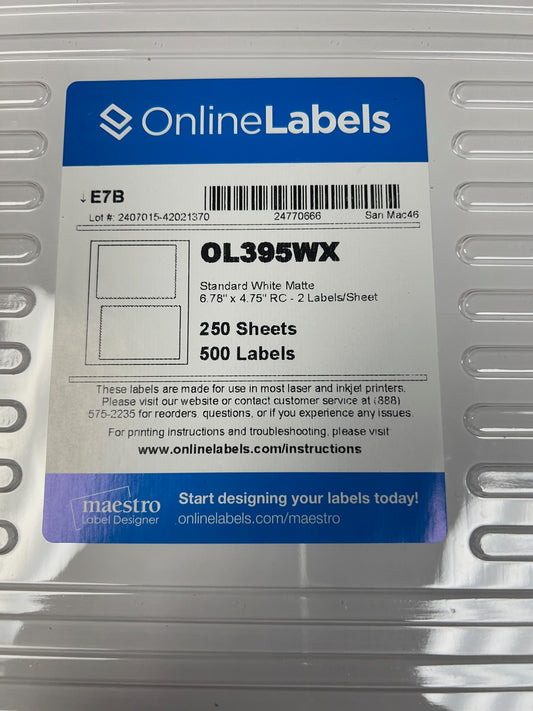 OnlineLabels
↓ E7B
Lot #: 2407015-42021370 24770666 San Mac46
OL395WX
Standard White Matte
6.78" x 4.75" RC - 2 Labels/Sheet
250 Sheets
500 Labels
These labels are made for use in most laser and inkjet printers.
Please visit our website or contact customer service at (888)
575-2235 for reorders, questions, or if you experience any issues.
For printing instructions and troubleshooting, please visit
www.onlinelabels.com/instructions
maestro
Label Designer
Start designing your labels today!
onlinelabels.com/maestro